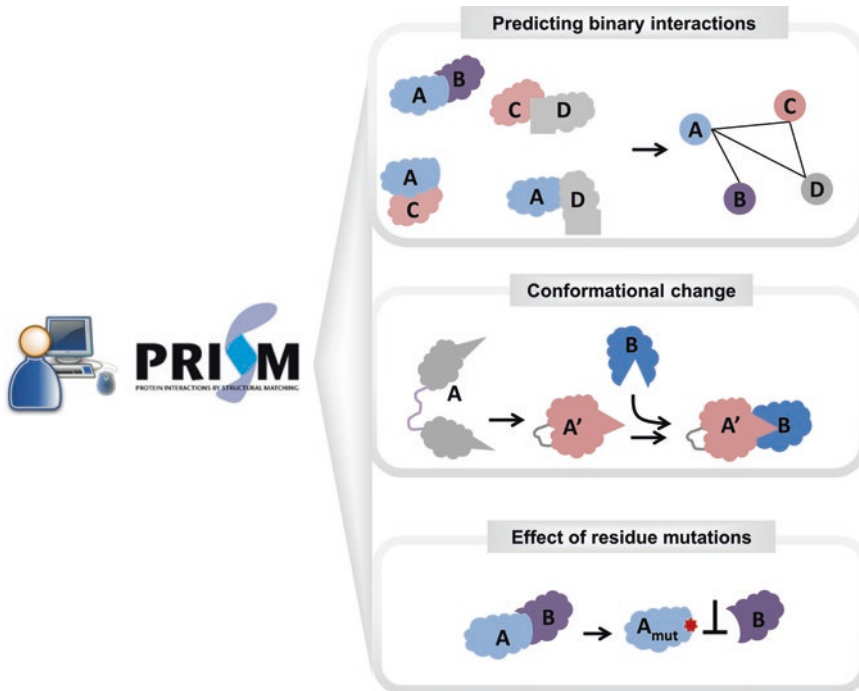 Predicting binary interactions
A
B
C
D
A
C
A
D
A
C
B
D
PRISM
PROTEIN INTERACTIONS BY STRUCTURAL MATCHING
Conformational change
A
B
A'
A'
B
Effect of residue mutations
A
B
Amut
B